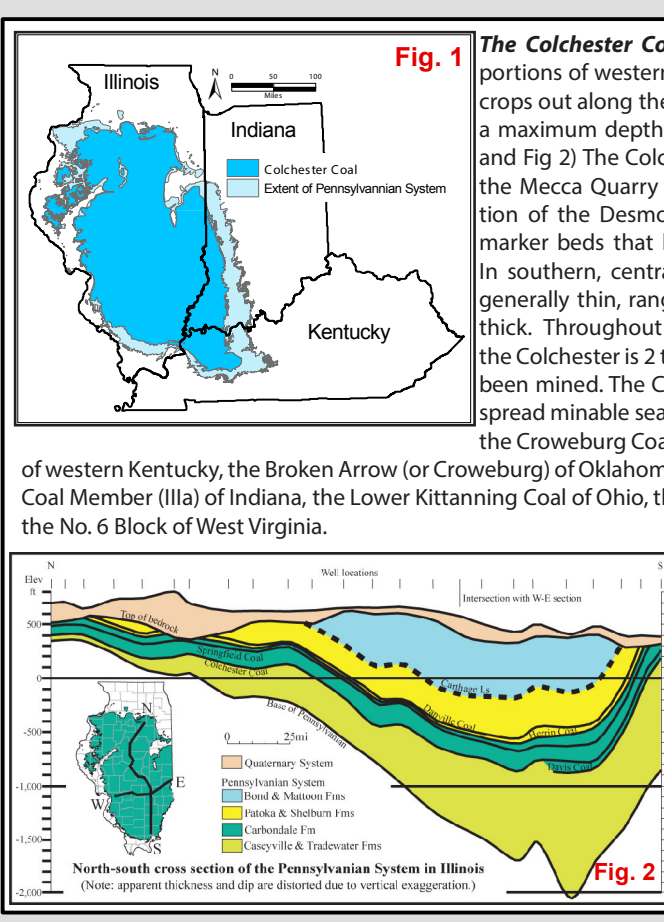 Fig. 1
Illinois
N
0 50 100
Miles
Indiana
Colchester Coal
Extent of Pennsylvannian System
Kentucky
The Colchester Co
portions of western
crops out along the
a maximum depth
and Fig 2) The Colc
the Mecca Quarry
tion of the Desmo
marker beds that
In southern, centra
generally thin, rang
thick. Throughout
the Colchester is 2 t
been mined. The C
spread minable sea
the Croweburg Coa
of western Kentucky, the Broken Arrow (or Croweburg) of Oklahom
Coal Member (IIIa) of Indiana, the Lower Kittanning Coal of Ohio, th
the No. 6 Block of West Virginia.
N
S
Elev
ft
Well locations
Intersection with W-E section
500
0
-500
-1,000
-1,500
-2,000
Top of bedrock
Springfield Coal
Colchester Coal
Base of Pennsylvanian
Carthage Ls
Danville Coal
Herrin Coal
Davis Coal
N
E
W
S
0 25mi
Quaternary System
Pennsylvanian System
Bond & Mattoon Fms
Patoka & Shelburn Fms
Carbondale Fm
Caseyville & Tradewater Fms
North-south cross section of the Pennsylvanian System in Illinois
(Note: apparent thickness and dip are distorted due to vertical exaggeration.)
Fig. 2